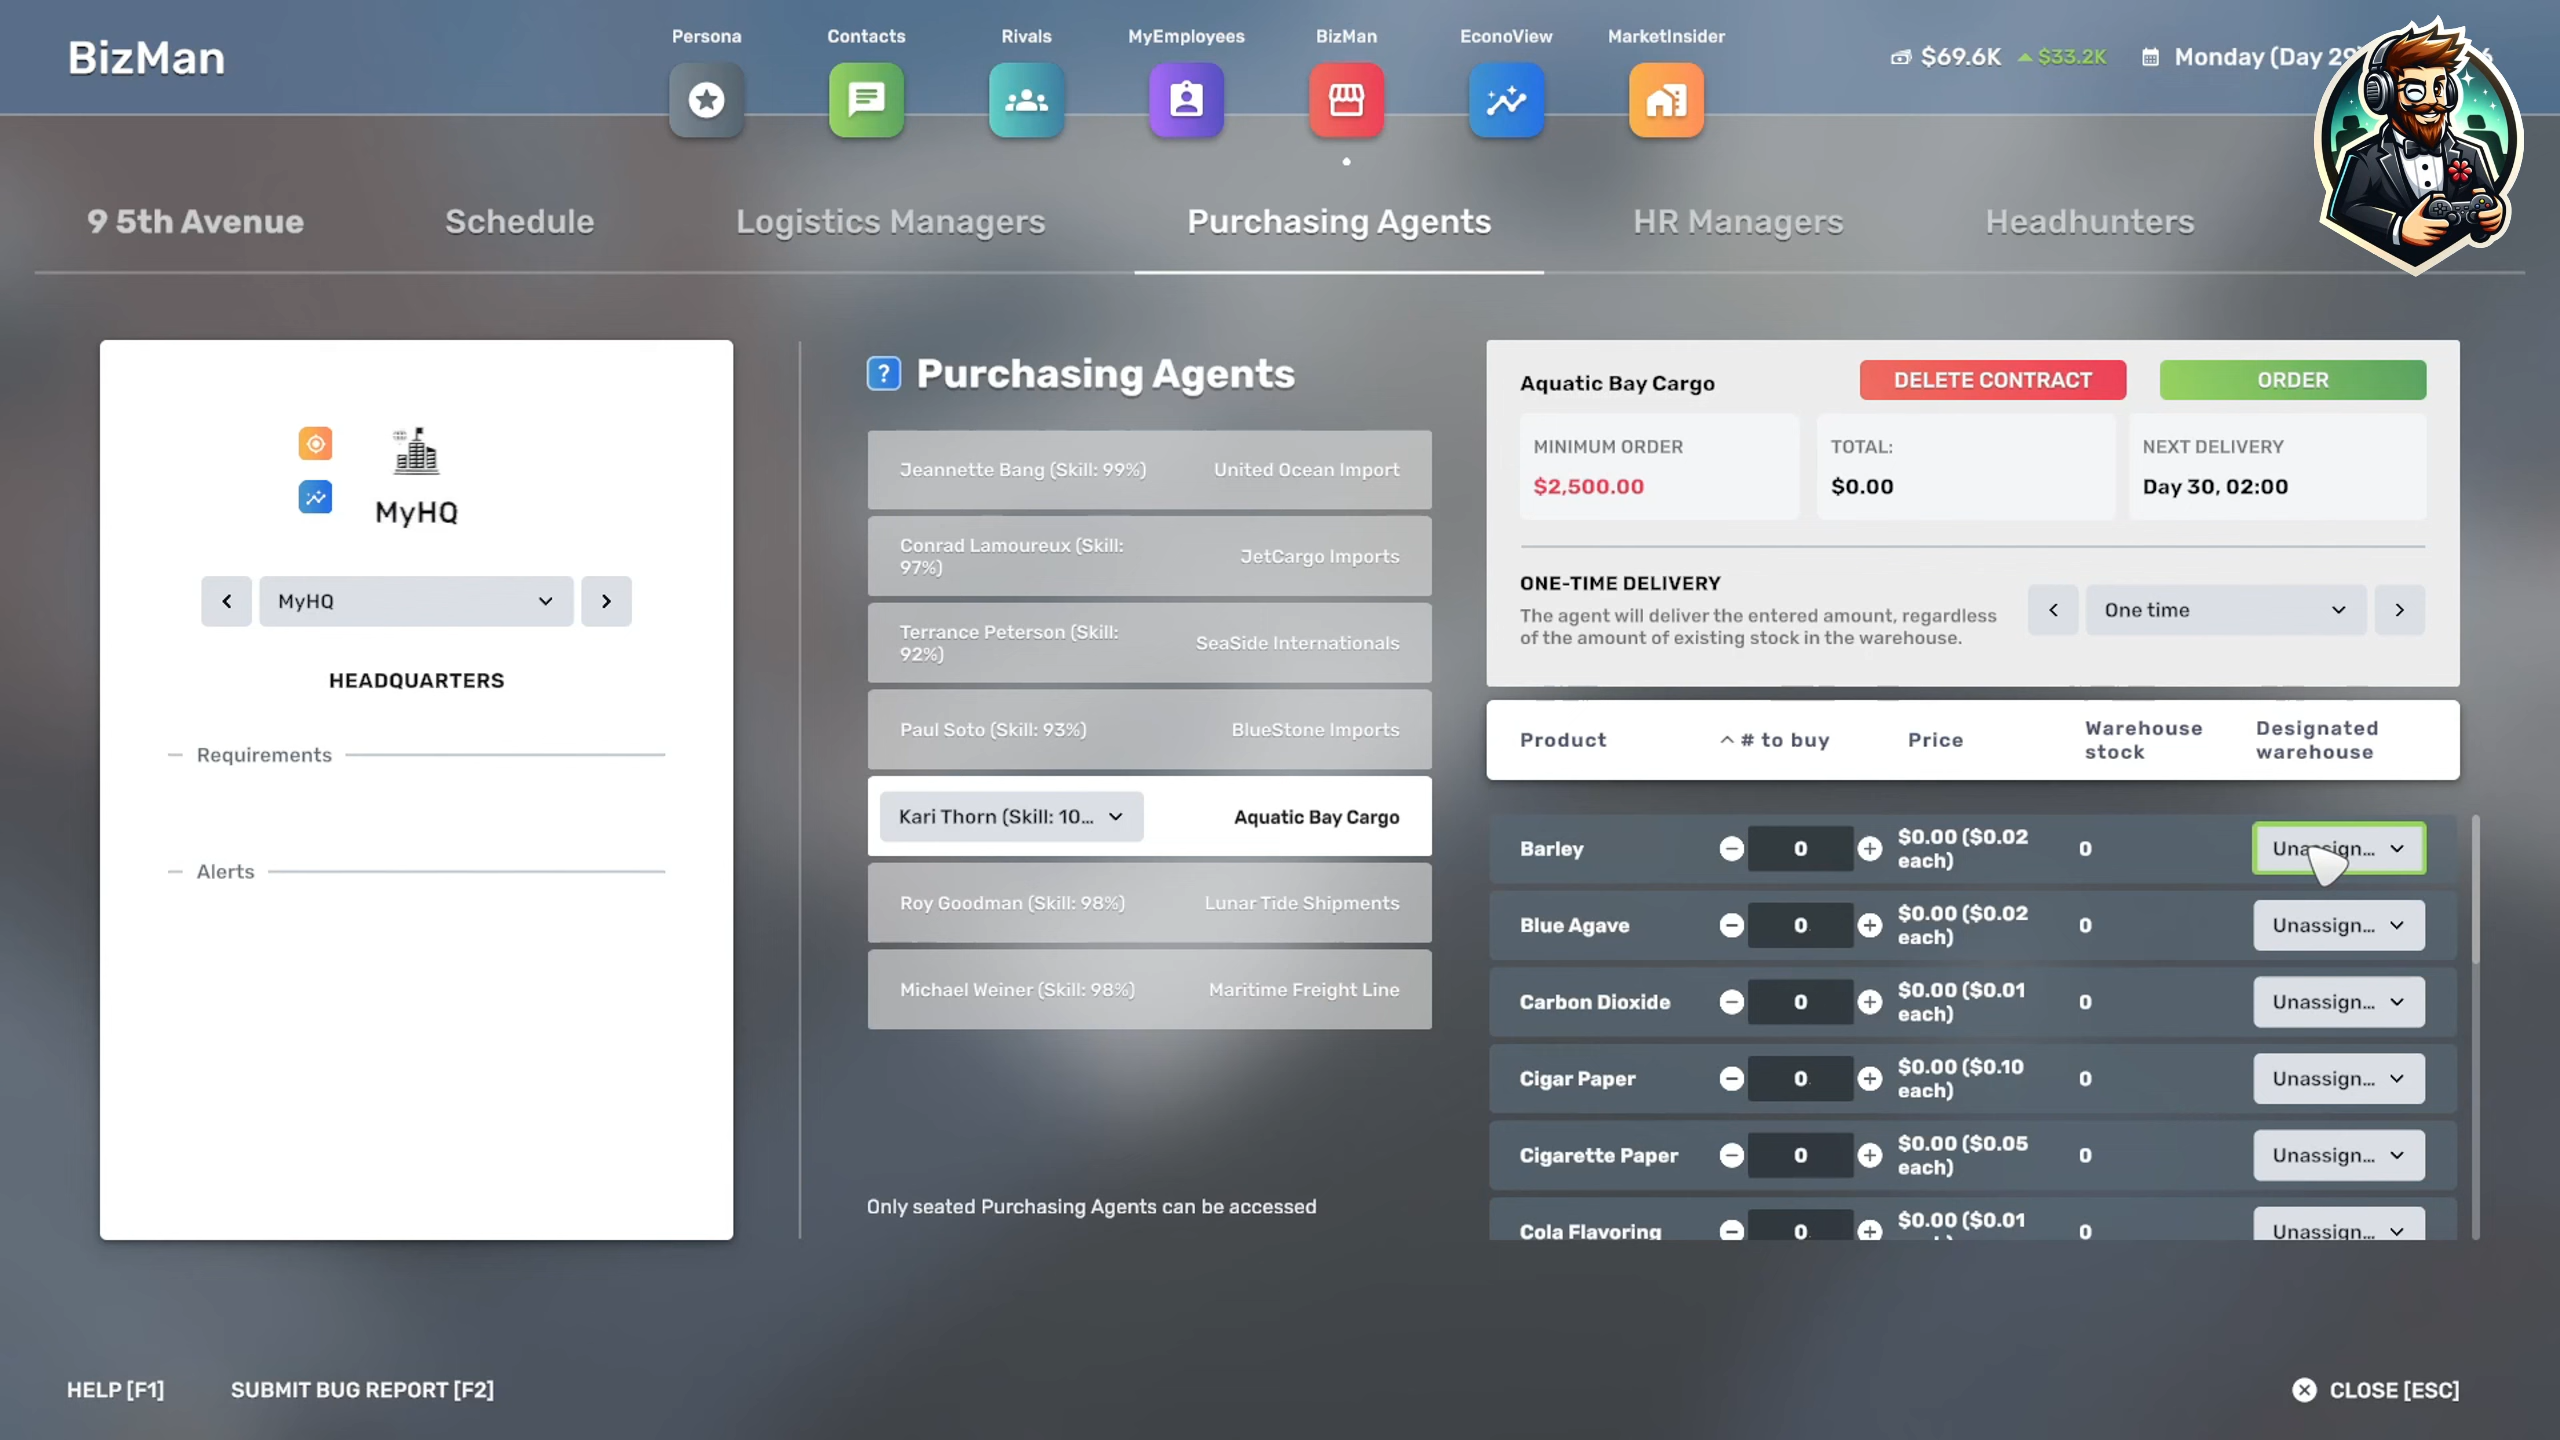 BizMan
Persona
Contacts
Rivals
MyEmployees
BizMan
EconoView
MarketInsider
$69.6K
$33.2K
Monday (Day 29
9 5th Avenue
Schedule
Logistics Managers
Purchasing Agents
HR Managers
Headhunters
MyHQ
MyHQ
HEADQUARTERS
Requirements
Alerts
? Purchasing Agents
Jeannette Bang (Skill: 99%)
United Ocean Import
Conrad Lamoureux (Skill:
97%)
JetCargo Imports
Terrance Peterson (Skill:
92%)
SeaSide Internationals
Paul Soto (Skill: 93%)
BlueStone Imports
Kari Thorn (Skill: 10...
Aquatic Bay Cargo
Roy Goodman (Skill: 98%)
Lunar Tide Shipments
Michael Weiner (Skill: 98%)
Maritime Freight Line
Only seated Purchasing Agents can be accessed
Aquatic Bay Cargo
DELETE CONTRACT
ORDER
MINIMUM ORDER
$2,500.00
TOTAL:
$0.00
NEXT DELIVERY
Day 30, 02:00
ONE-TIME DELIVERY
The agent will deliver the entered amount, regardless
of the amount of existing stock in the warehouse.
One time
Product
# to buy
Price
Warehouse
stock
Designated
warehouse
Barley
0
$0.00 ($0.02
each)
0
Unassign...
Blue Agave
0
$0.00 ($0.02
each)
0
Unassign...
Carbon Dioxide
0
$0.00 ($0.01
each)
0
Unassign...
Cigar Paper
0
$0.00 ($0.10
each)
0
Unassign...
Cigarette Paper
0
$0.00 ($0.05
each)
0
Unassign...
Cola Flavoring
0
$0.00 ($0.01
0
Unassign...
HELP [F1]
SUBMIT BUG REPORT [F2]
CLOSE [ESC]